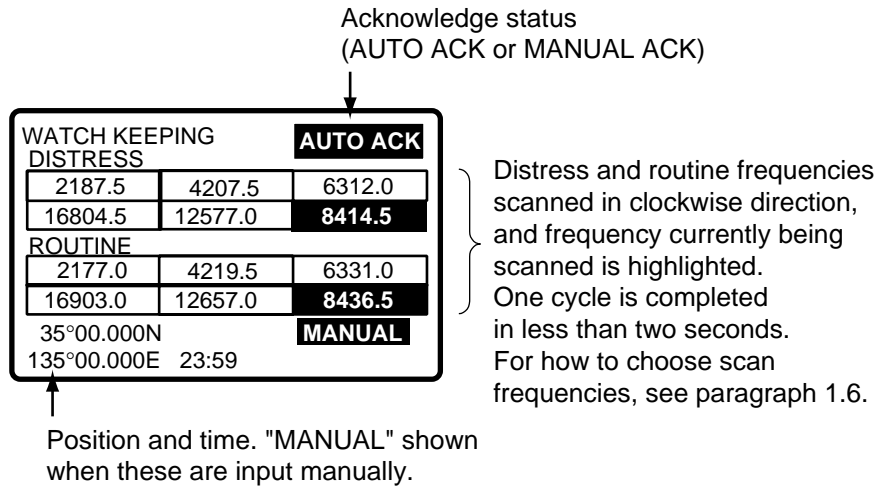 Acknowledge status
(AUTO ACK or MANUAL ACK)
WATCH KEEPING AUTO ACK
DISTRESS
2187.5 4207.5 6312.0
16804.5 12577.0 8414.5
ROUTINE
2177.0 4219.5 6331.0
16903.0 12657.0 8436.5
35°00.000N MANUAL
135°00.000E 23:59
Distress and routine frequencies
scanned in clockwise direction,
and frequency currently being
scanned is highlighted.
One cycle is completed
in less than two seconds.
For how to choose scan
frequencies, see paragraph 1.6.
Position and time. "MANUAL" shown
when these are input manually.